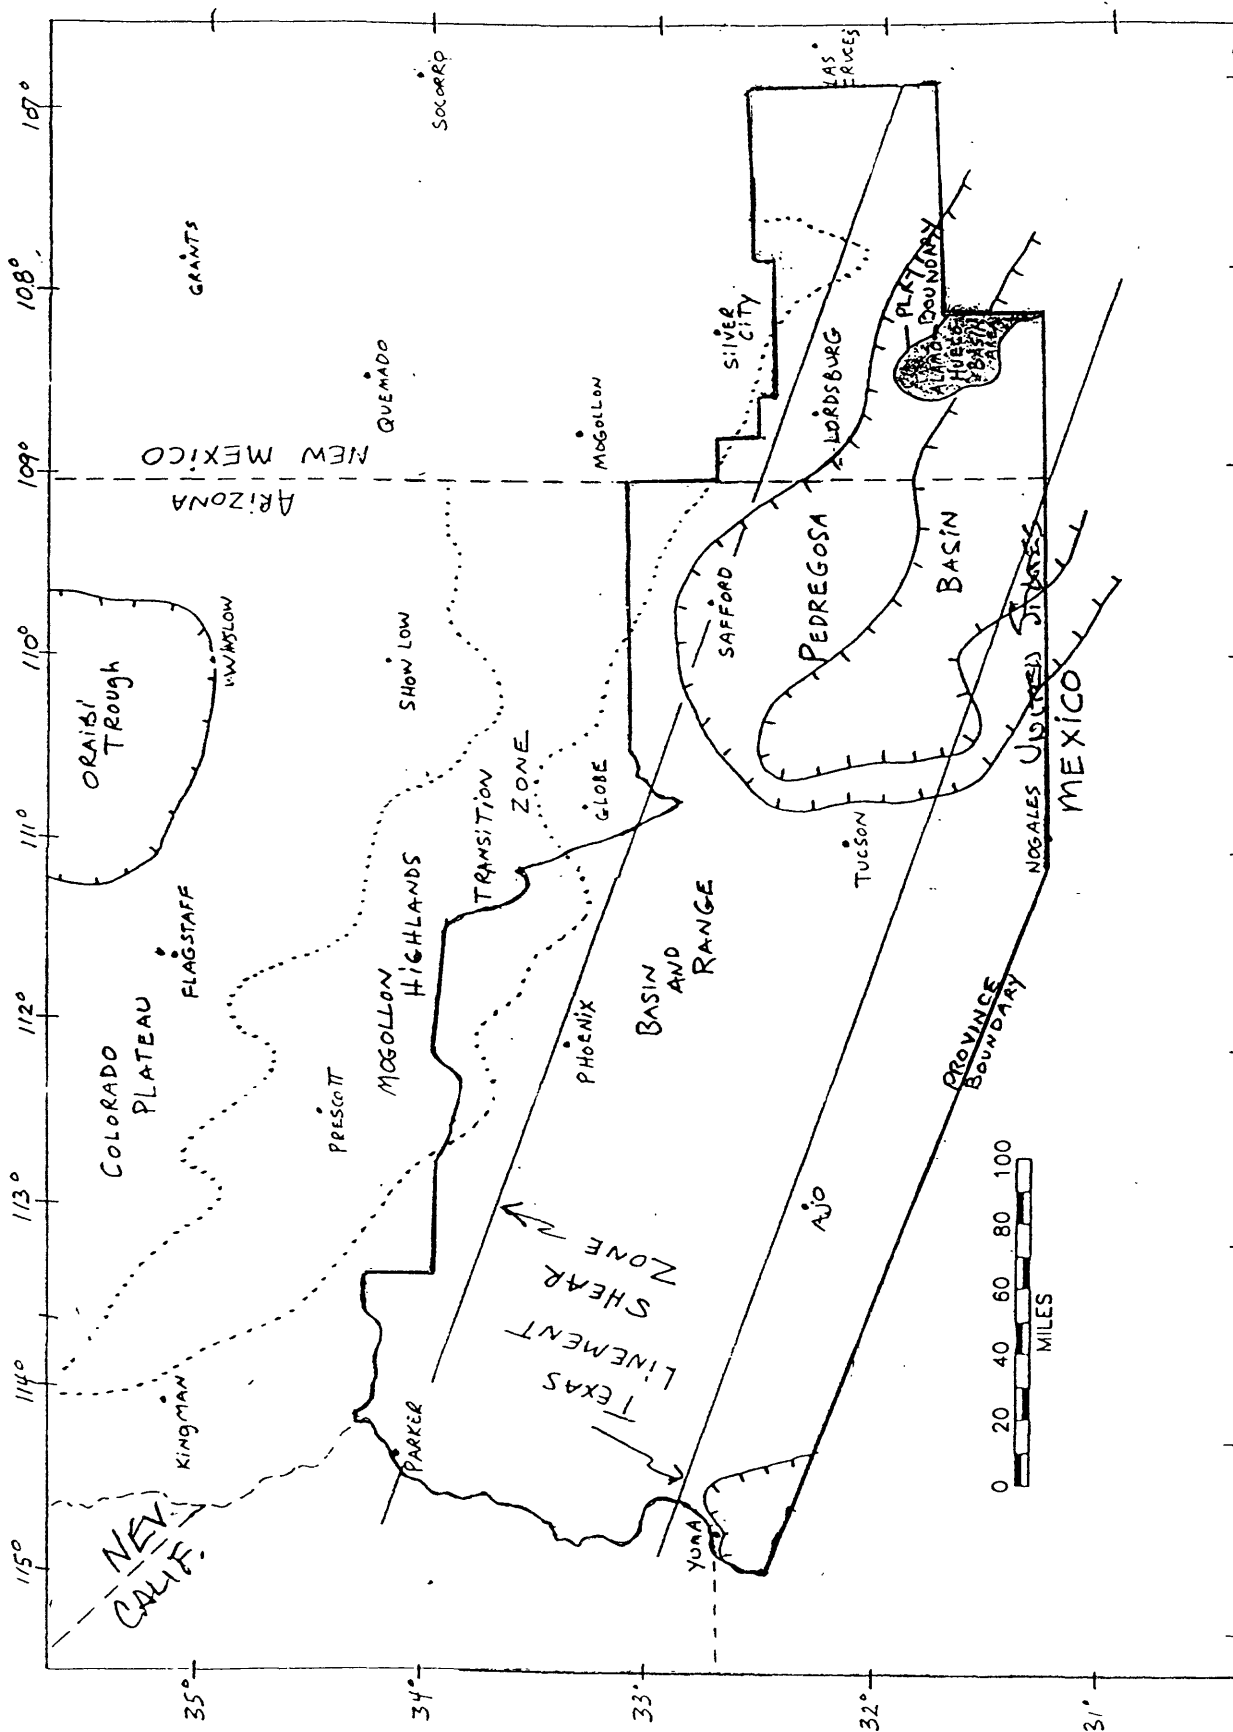 115°
114°
113°
112°
111°
110°
109°
108°
107°
35°
34°
33°
32°
31°
NEV.
CALIF.
KINGMAN
COLORADO
PLATEAU
FLAGSTAFF
ORAIBI
TROUGH
WINSLOW
ARIZONA
NEW MEXICO
GRANTS
PRESCOTT
MOGOLLON
HIGHLANDS
SHOW LOW
QUEMADO
SOCORRO
PARKER
TRANSITION
ZONE
GLOBE
MOGOLLON
TEXAS
LINEMENT
SHEAR
ZONE
PHOENIX
BASIN
AND
RANGE
SAFFORD
SILVER
CITY
YUMA
AJO
TUCSON
PEDREGOSA
BASIN
LORDSBURG
LAS
CRUCES
PLAY
BOUNDARY
ALAMO
HUECO
BASIN
AREA
PROVINCE
BOUNDARY
NOGALES
UNITED STATES
MEXICO
0 20 40 60 80 100
MILES